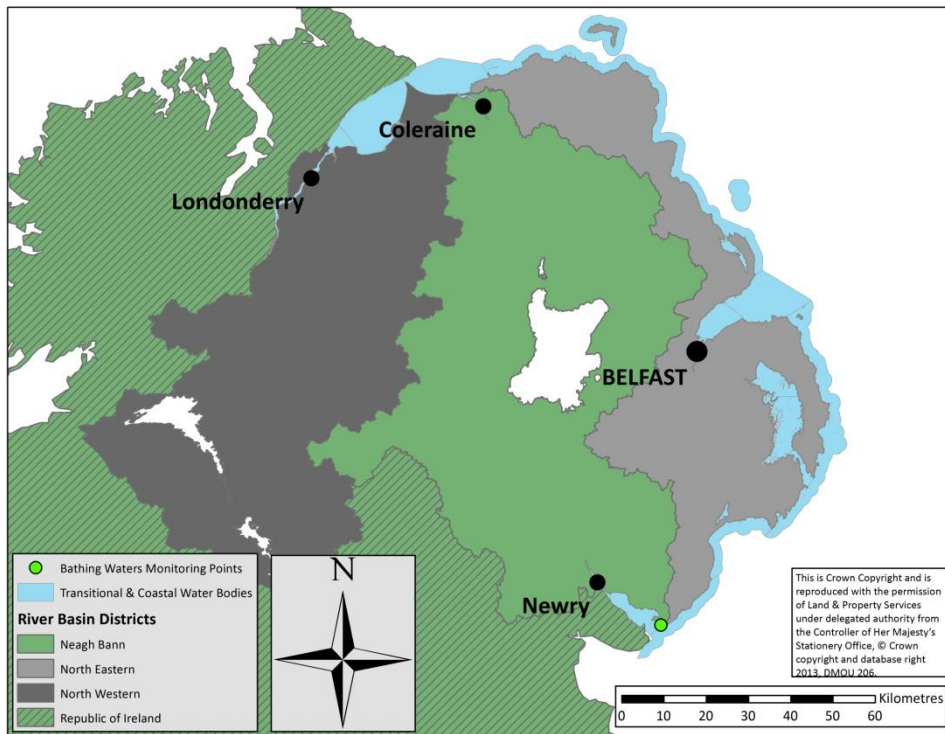 Coleraine
Londonderry
BELFAST
Newry
Bathing Waters Monitoring Points
Transitional & Coastal Water Bodies
River Basin Districts
Neagh Bann
North Eastern
North Western
Republic of Ireland
N
This is Crown Copyright and is
reproduced with the permission
of Land & Property Services
under delegated authority from
the Controller of Her Majesty's
Stationery Office, © Crown
copyright and database right
2013, DMOU 206.
Kilometres
0 10 20 30 40 50 60